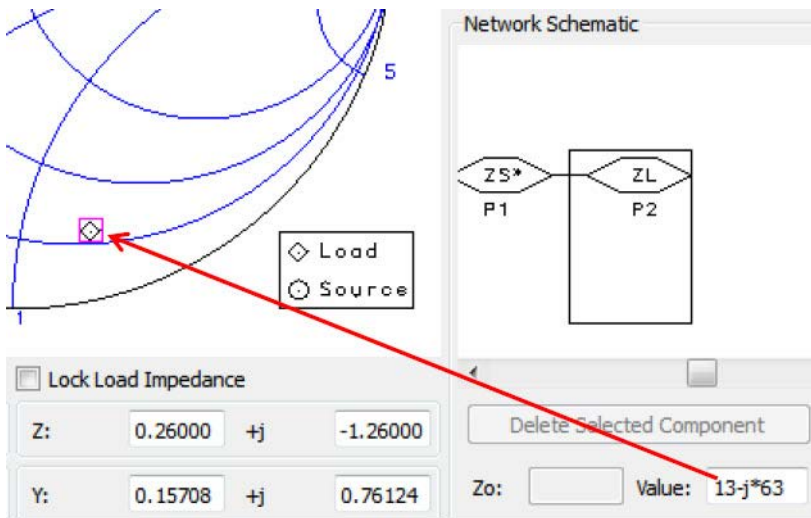 Network Schematic
5
ZS*
ZL
P1
P2
Load
Source
1
Lock Load Impedance
Delete Selected Component
Z: 0.26000 +j -1.26000
Y: 0.15708 +j 0.76124
Zo: Value: 13-j*63